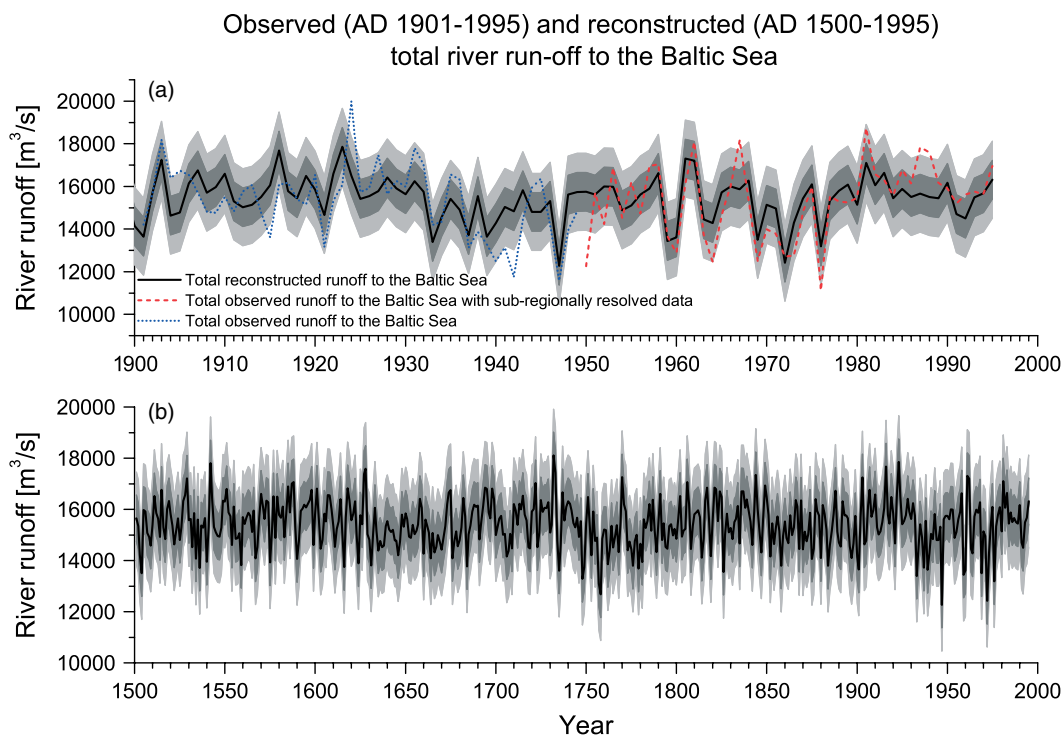 Observed (AD 1901-1995) and reconstructed (AD 1500-1995)
total river run-off to the Baltic Sea
(a)
River runoff [m³/s]
20000
18000
16000
14000
12000
10000
Total reconstructed runoff to the Baltic Sea
Total observed runoff to the Baltic Sea with sub-regionally resolved data
Total observed runoff to the Baltic Sea
1900 1910 1920 1930 1940 1950 1960 1970 1980 1990 2000
(b)
River runoff [m³/s]
20000
18000
16000
14000
12000
10000
1500 1550 1600 1650 1700 1750 1800 1850 1900 1950 2000
Year